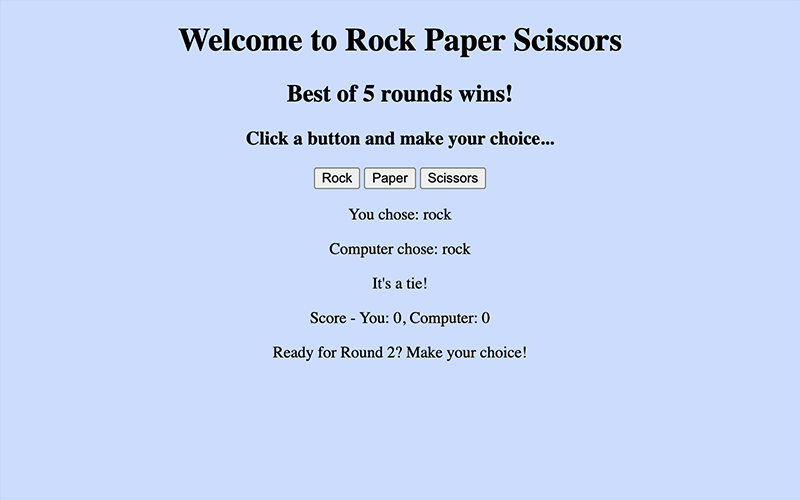 Welcome to Rock Paper Scissors
Best of 5 rounds wins!
Click a button and make your choice...
Rock Paper Scissors
You chose: rock
Computer chose: rock
It's a tie!
Score - You: 0, Computer: 0
Ready for Round 2? Make your choice!